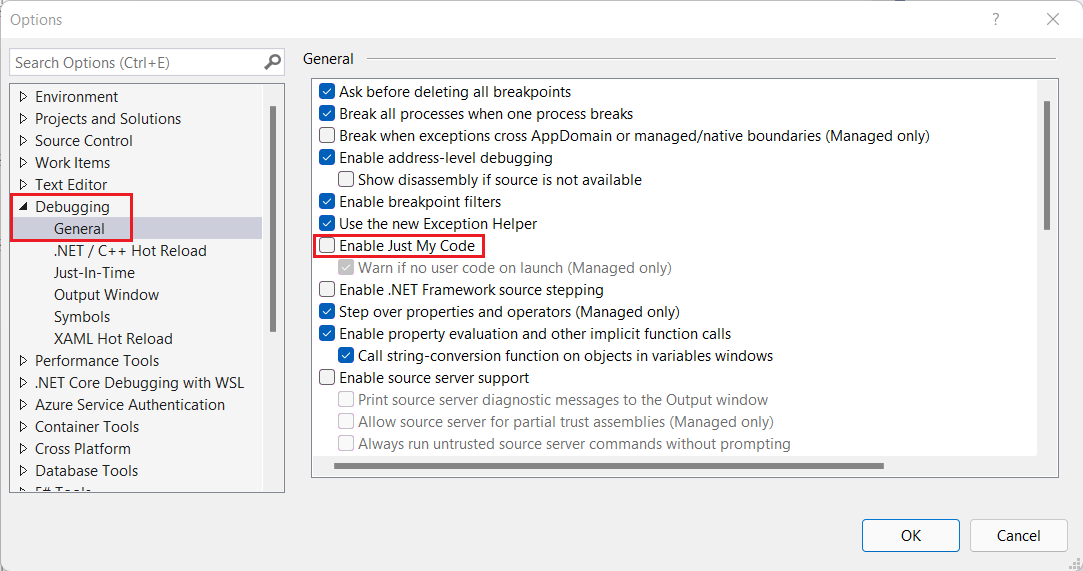 Options
?
Search Options (Ctrl+E)
Environment
Projects and Solutions
Source Control
Work Items
Text Editor
Debugging
General
.NET / C++ Hot Reload
Just-In-Time
Output Window
Symbols
XAML Hot Reload
Performance Tools
.NET Core Debugging with WSL
Azure Service Authentication
Container Tools
Cross Platform
Database Tools
F# Tools
General
Ask before deleting all breakpoints
Break all processes when one process breaks
Break when exceptions cross AppDomain or managed/native boundaries (Managed only)
Enable address-level debugging
Show disassembly if source is not available
Enable breakpoint filters
Use the new Exception Helper
Enable Just My Code
Warn if no user code on launch (Managed only)
Enable .NET Framework source stepping
Step over properties and operators (Managed only)
Enable property evaluation and other implicit function calls
Call string-conversion function on objects in variables windows
Enable source server support
Print source server diagnostic messages to the Output window
Allow source server for partial trust assemblies (Managed only)
Always run untrusted source server commands without prompting
OK
Cancel